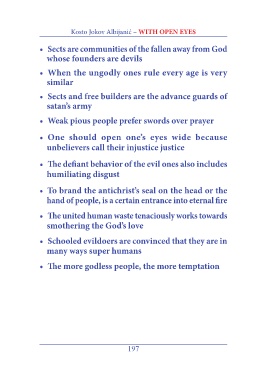 Kosto Jokov Albijanić – WITH OPEN EYES
• Sects are communities of the fallen away from God
whose founders are devils
• When the ungodly ones rule every age is very
similar
• Sects and free builders are the advance guards of
satan's army
• Weak pious people prefer swords over prayer
• One should open one's eyes wide because
unbelievers call their injustice justice
• The defiant behavior of the evil ones also includes
humiliating disgust
• To brand the antichrist's seal on the head or the
hand of people, is a certain entrance into eternal fire
• The united human waste tenaciously works towards
smothering the God's love
• Schooled evildoers are convinced that they are in
many ways super humans
• The more godless people, the more temptation
197